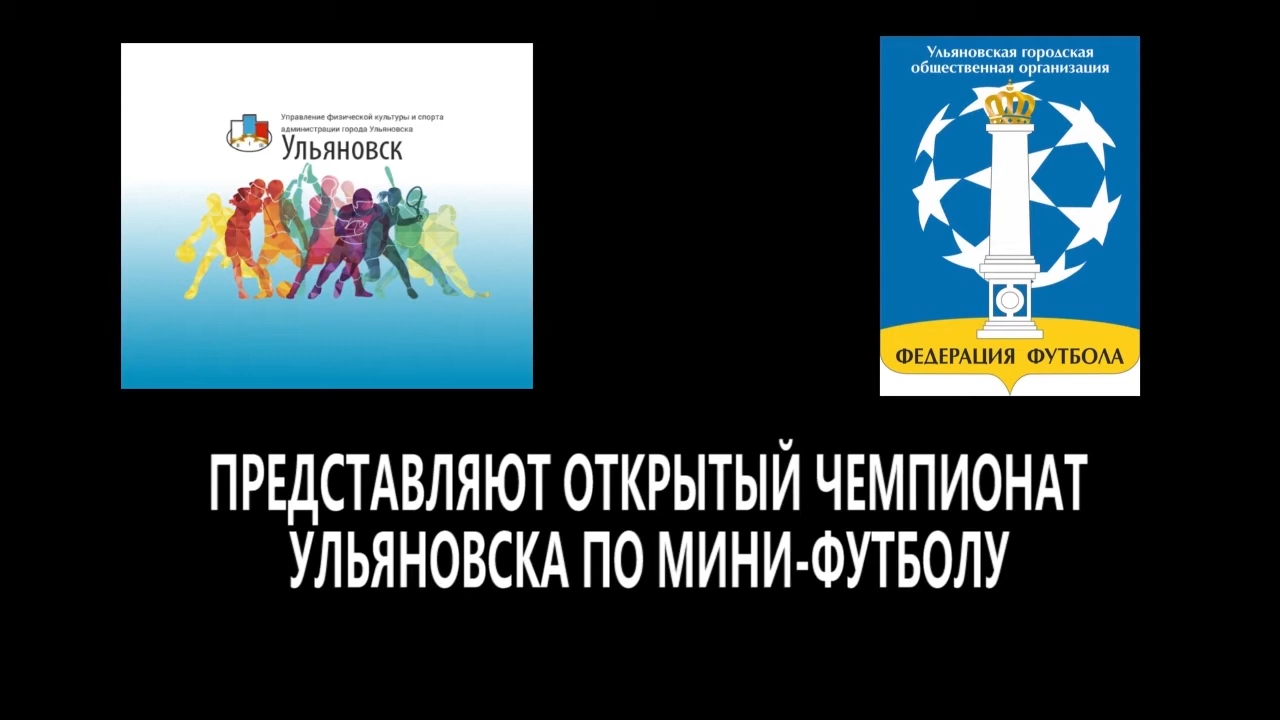 Управление физической культуры и спорта
администрации города Ульяновска
Ульяновск
Ульяновская городская
общественная организация
ФЕДЕРАЦИЯ ФУТБОЛА
ПРЕДСТАВЛЯЮТ ОТКРЫТЫЙ ЧЕМПИОНАТ
УЛЬЯНОВСКА ПО МИНИ-ФУТБОЛУ